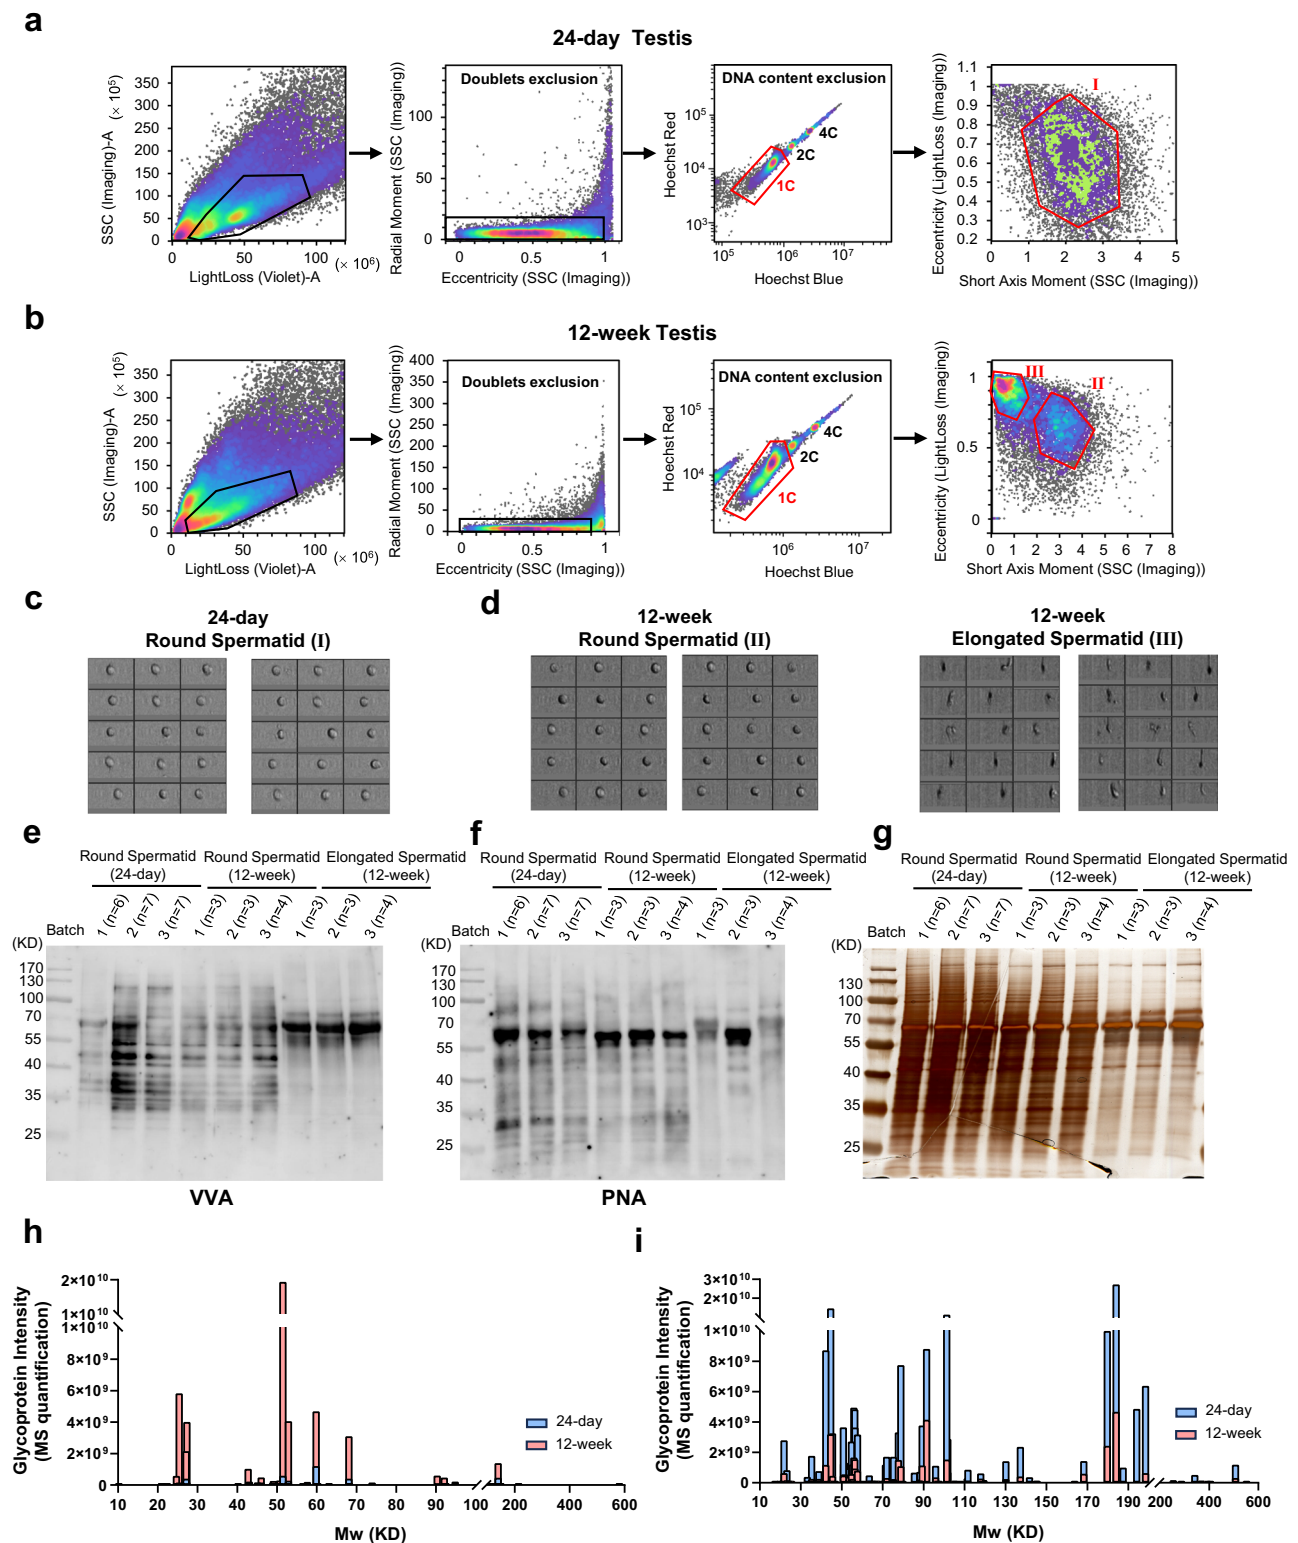 a
24-day Testis
SSC (Imaging)-A
(× 10⁵)
350
300
250
200
150
100
50
0
0
50
100
(× 10⁶)
LightLoss (Violet)-A
Radial Moment (SSC (Imaging))
Doublets exclusion
100
50
0
0
0.5
1
Eccentricity (SSC (Imaging))
Hoechst Red
DNA content exclusion
10⁵
10⁴
10³
4C
2C
1C
10⁵
10⁶
10⁷
Hoechst Blue
Eccentricity (LightLoss (Imaging))
I
1.1
1
0.9
0.8
0.7
0.6
0.5
0.4
0.3
0.2
0
1
2
3
4
5
Short Axis Moment (SSC (Imaging))
b
12-week Testis
SSC (Imaging)-A
(× 10⁵)
350
300
250
200
150
100
50
0
0
50
100
(× 10⁶)
LightLoss (Violet)-A
Radial Moment (SSC (Imaging))
Doublets exclusion
400
350
300
250
200
150
100
50
0
0
0.5
1
Eccentricity (SSC (Imaging))
Hoechst Red
DNA content exclusion
10⁵
10⁴
4C
2C
1C
10⁶
10⁷
Hoechst Blue
Eccentricity (LightLoss (Imaging))
III
II
1
0.5
0
0
1
2
3
4
5
6
7
8
Short Axis Moment (SSC (Imaging))
c
24-day
Round Spermatid (I)
d
12-week
Round Spermatid (II)
12-week
Elongated Spermatid (III)
e
Round Spermatid
(24-day)
Round Spermatid
(12-week)
Elongated Spermatid
(12-week)
Batch
1 (n=6)
2 (n=7)
3 (n=7)
1 (n=3)
2 (n=3)
3 (n=4)
1 (n=3)
2 (n=3)
3 (n=4)
(KD)
170
130
100
70
55
40
35
25
VVA
f
Round Spermatid
(24-day)
Round Spermatid
(12-week)
Elongated Spermatid
(12-week)
Batch
1 (n=6)
2 (n=7)
3 (n=7)
1 (n=3)
2 (n=3)
3 (n=4)
1 (n=3)
2 (n=3)
3 (n=4)
(KD)
170
130
100
70
55
40
35
25
PNA
g
Round Spermatid
(24-day)
Round Spermatid
(12-week)
Elongated Spermatid
(12-week)
Batch
1 (n=6)
2 (n=7)
3 (n=7)
1 (n=3)
2 (n=3)
3 (n=4)
1 (n=3)
2 (n=3)
3 (n=4)
(KD)
130
100
70
55
40
35
25
h
Glycoprotein Intensity
(MS quantification)
2×10¹⁰
1×10¹⁰
1×10¹⁰
8×10⁹
6×10⁹
4×10⁹
2×10⁹
0
24-day
12-week
10
20
30
40
50
60
70
80
90
100
200
400
600
Mw (KD)
i
Glycoprotein Intensity
(MS quantification)
3×10¹⁰
2×10¹⁰
1×10¹⁰
8×10⁹
6×10⁹
4×10⁹
2×10⁹
0
24-day
12-week
10
30
50
70
90
110
130
150
170
190
200
400
600
Mw (KD)